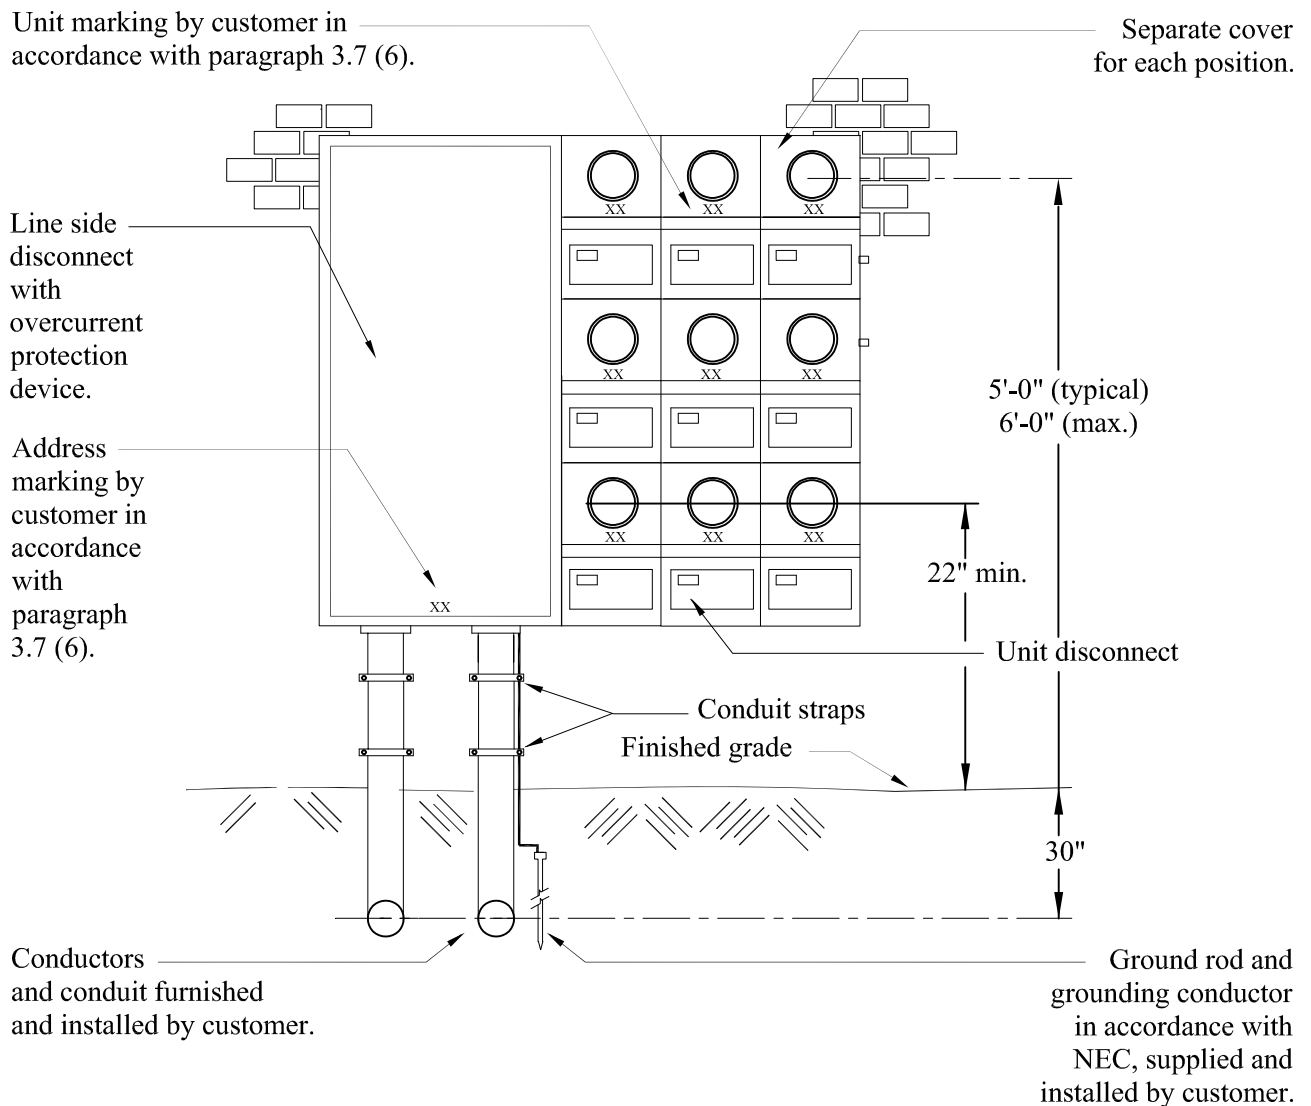 Unit marking by customer in
accordance with paragraph 3.7 (6).
Separate cover
for each position.
XX
XX
XX
Line side
disconnect
with
overcurrent
protection
device.
XX
XX
XX
5'-0" (typical)
6'-0" (max.)
Address
marking by
customer in
accordance
with
paragraph
3.7 (6).
XX
XX
XX
22" min.
XX
Unit disconnect
Conduit straps
Finished grade
30"
Conductors
and conduit furnished
and installed by customer.
Ground rod and
grounding conductor
in accordance with
NEC, supplied and
installed by customer.